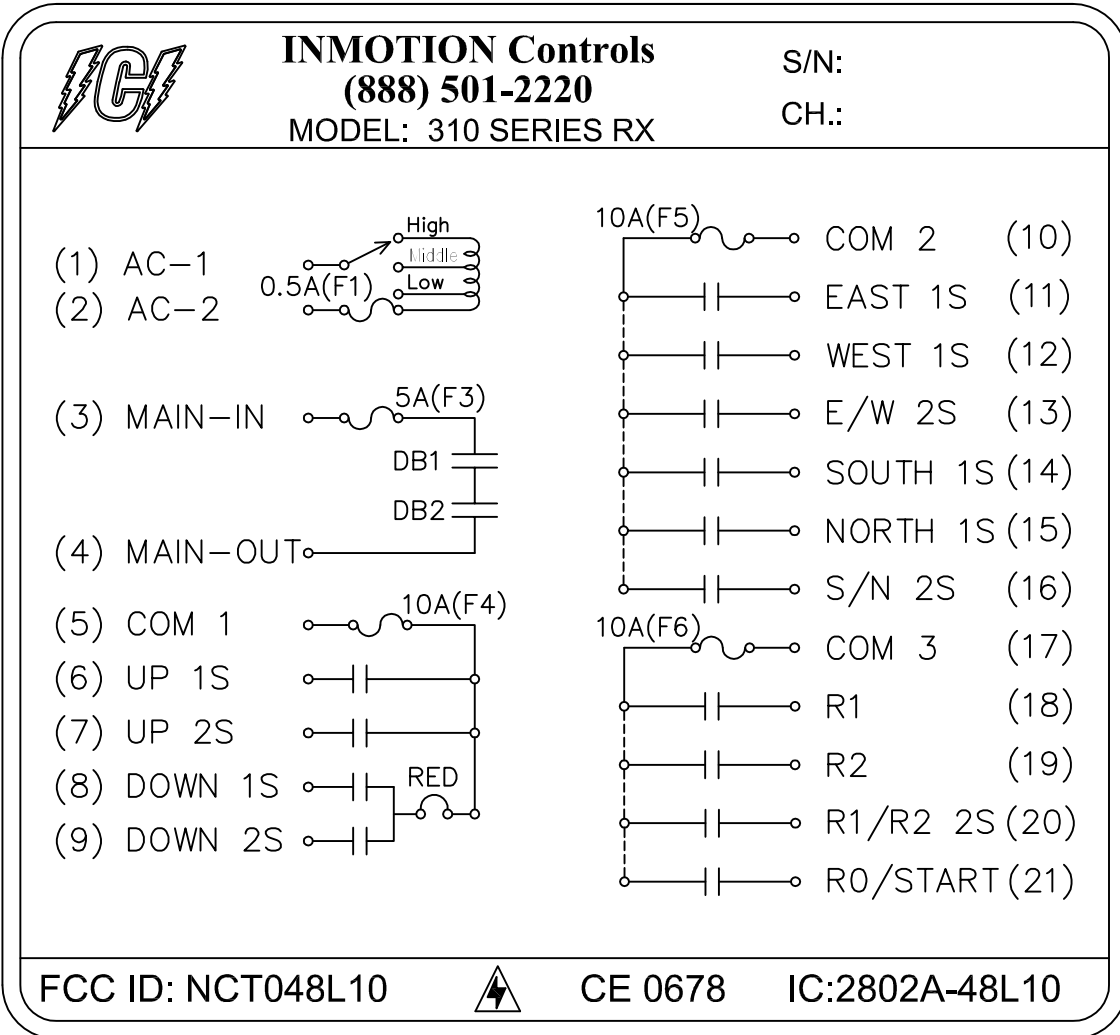 ICI
INMOTION Controls
(888) 501-2220
MODEL: 310 SERIES RX
S/N:
CH.:
(1) AC-1
(2) AC-2
0.5A(F1)
High
Middle
Low
(3) MAIN-IN
5A(F3)
DB1
DB2
(4) MAIN-OUT
(5) COM 1
10A(F4)
(6) UP 1S
(7) UP 2S
(8) DOWN 1S
RED
(9) DOWN 2S
10A(F5)
COM 2 (10)
EAST 1S (11)
WEST 1S (12)
E/W 2S (13)
SOUTH 1S (14)
NORTH 1S (15)
S/N 2S (16)
10A(F6)
COM 3 (17)
R1 (18)
R2 (19)
R1/R2 2S (20)
R0/START (21)
FCC ID: NCT048L10
CE 0678
IC:2802A-48L10